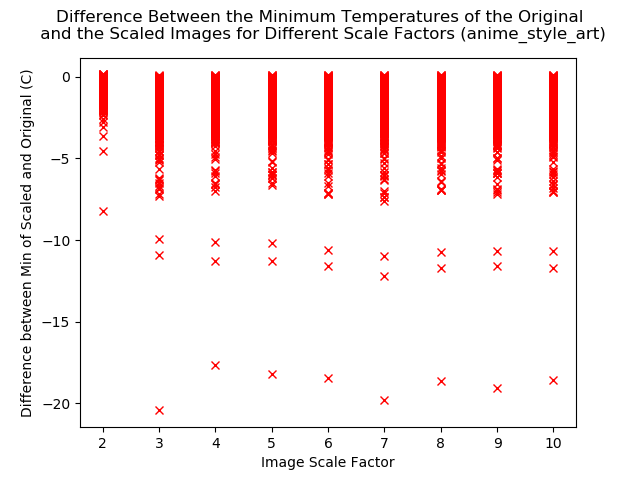 Difference Between the Minimum Temperatures of the Original
and the Scaled Images for Different Scale Factors (anime_style_art)
Difference between Min of Scaled and Original (C)
0
−5
−10
−15
−20
2 3 4 5 6 7 8 9 10
Image Scale Factor